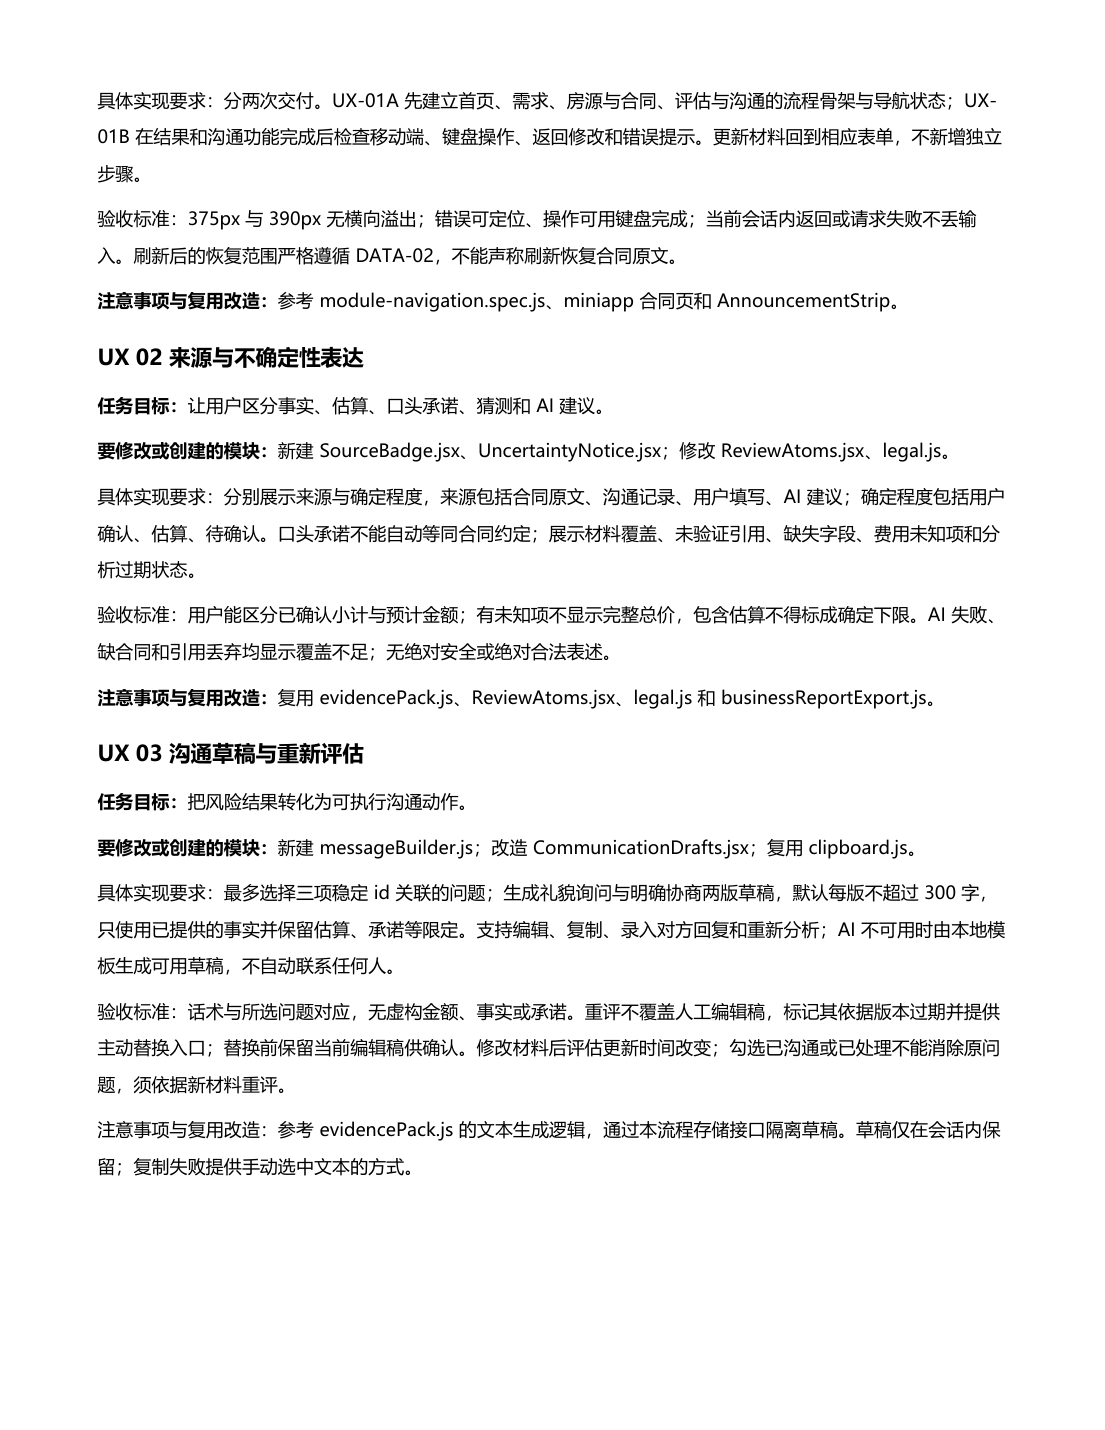 具体实现要求：分两次交付。UX-01A 先建立首页、需求、房源与合同、评估与沟通的流程骨架与导航状态；UX-
01B 在结果和沟通功能完成后检查移动端、键盘操作、返回修改和错误提示。更新材料回到相应表单，不新增独立
步骤。
验收标准：375px 与 390px 无横向溢出；错误可定位、操作可用键盘完成；当前会话内返回或请求失败不丢输
入。刷新后的恢复范围严格遵循 DATA-02，不能声称刷新恢复合同原文。
注意事项与复用改造：参考 module-navigation.spec.js、miniapp 合同页和 AnnouncementStrip。
UX 02 来源与不确定性表达
任务目标：让用户区分事实、估算、口头承诺、猜测和 AI 建议。
要修改或创建的模块：新建 SourceBadge.jsx、UncertaintyNotice.jsx；修改 ReviewAtoms.jsx、legal.js。
具体实现要求：分别展示来源与确定程度，来源包括合同原文、沟通记录、用户填写、AI 建议；确定程度包括用户
确认、估算、待确认。口头承诺不能自动等同合同约定；展示材料覆盖、未验证引用、缺失字段、费用未知项和分
析过期状态。
验收标准：用户能区分已确认小计与预计金额；有未知项不显示完整总价，包含估算不得标成确定下限。AI 失败、
缺合同和引用丢弃均显示覆盖不足；无绝对安全或绝对合法表述。
注意事项与复用改造：复用 evidencePack.js、ReviewAtoms.jsx、legal.js 和 businessReportExport.js。
UX 03 沟通草稿与重新评估
任务目标：把风险结果转化为可执行沟通动作。
要修改或创建的模块：新建 messageBuilder.js；改造 CommunicationDrafts.jsx；复用 clipboard.js。
具体实现要求：最多选择三项稳定 id 关联的问题；生成礼貌询问与明确协商两版草稿，默认每版不超过 300 字，
只使用已提供的事实并保留估算、承诺等限定。支持编辑、复制、录入对方回复和重新分析；AI 不可用时由本地模
板生成可用草稿，不自动联系任何人。
验收标准：话术与所选问题对应，无虚构金额、事实或承诺。重评不覆盖人工编辑稿，标记其依据版本过期并提供
主动替换入口；替换前保留当前编辑稿供确认。修改材料后评估更新时间改变；勾选已沟通或已处理不能消除原问
题，须依据新材料重评。
注意事项与复用改造：参考 evidencePack.js 的文本生成逻辑，通过本流程存储接口隔离草稿。草稿仅在会话内保
留；复制失败提供手动选中文本的方式。